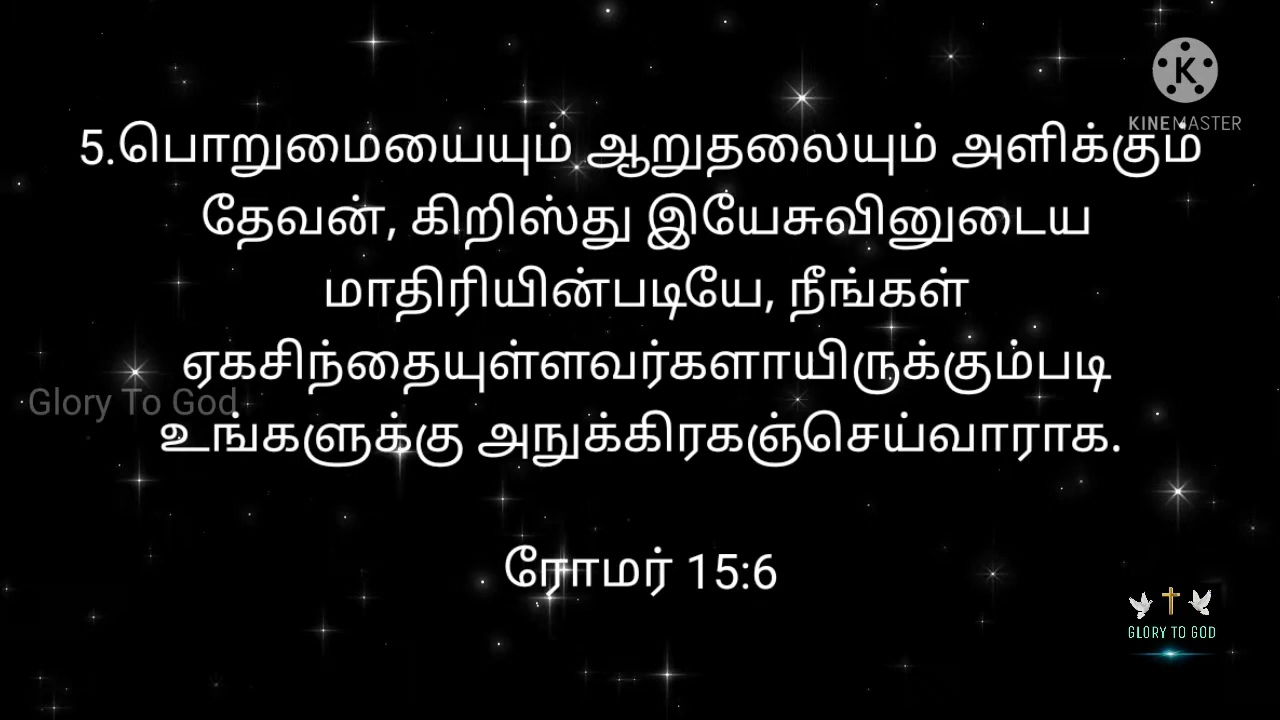 KINEMASTER
5.பொறுமையையும் ஆறுதலையும் அளிக்கும்
தேவன், கிறிஸ்து இயேசுவினுடைய
மாதிரியின்படியே, நீங்கள்
ஏகசிந்தையுள்ளவர்களாயிருக்கும்படி
Glory To God
உங்களுக்கு அநுக்கிரகஞ்செய்வாராக.
ரோமர் 15:6
GLORY TO GOD